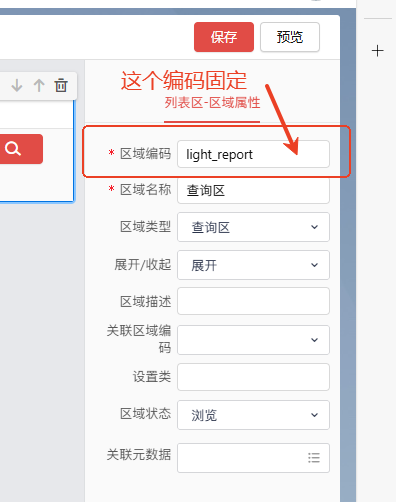 保存
预览
这个编码固定
列表区-区域属性
* 区域编码 light_report
* 区域名称 查询区
区域类型 查询区
展开/收起 展开
区域描述
关联区域编码
设置类
区域状态 浏览
关联元数据